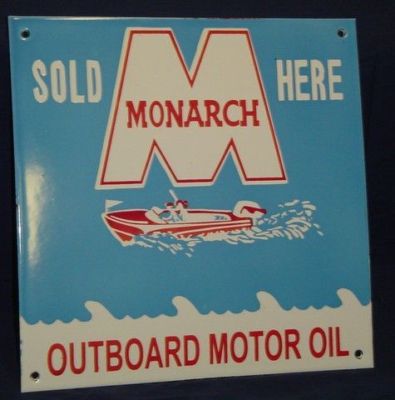 M
SOLD MONARCH HERE
OUTBOARD MOTOR OIL